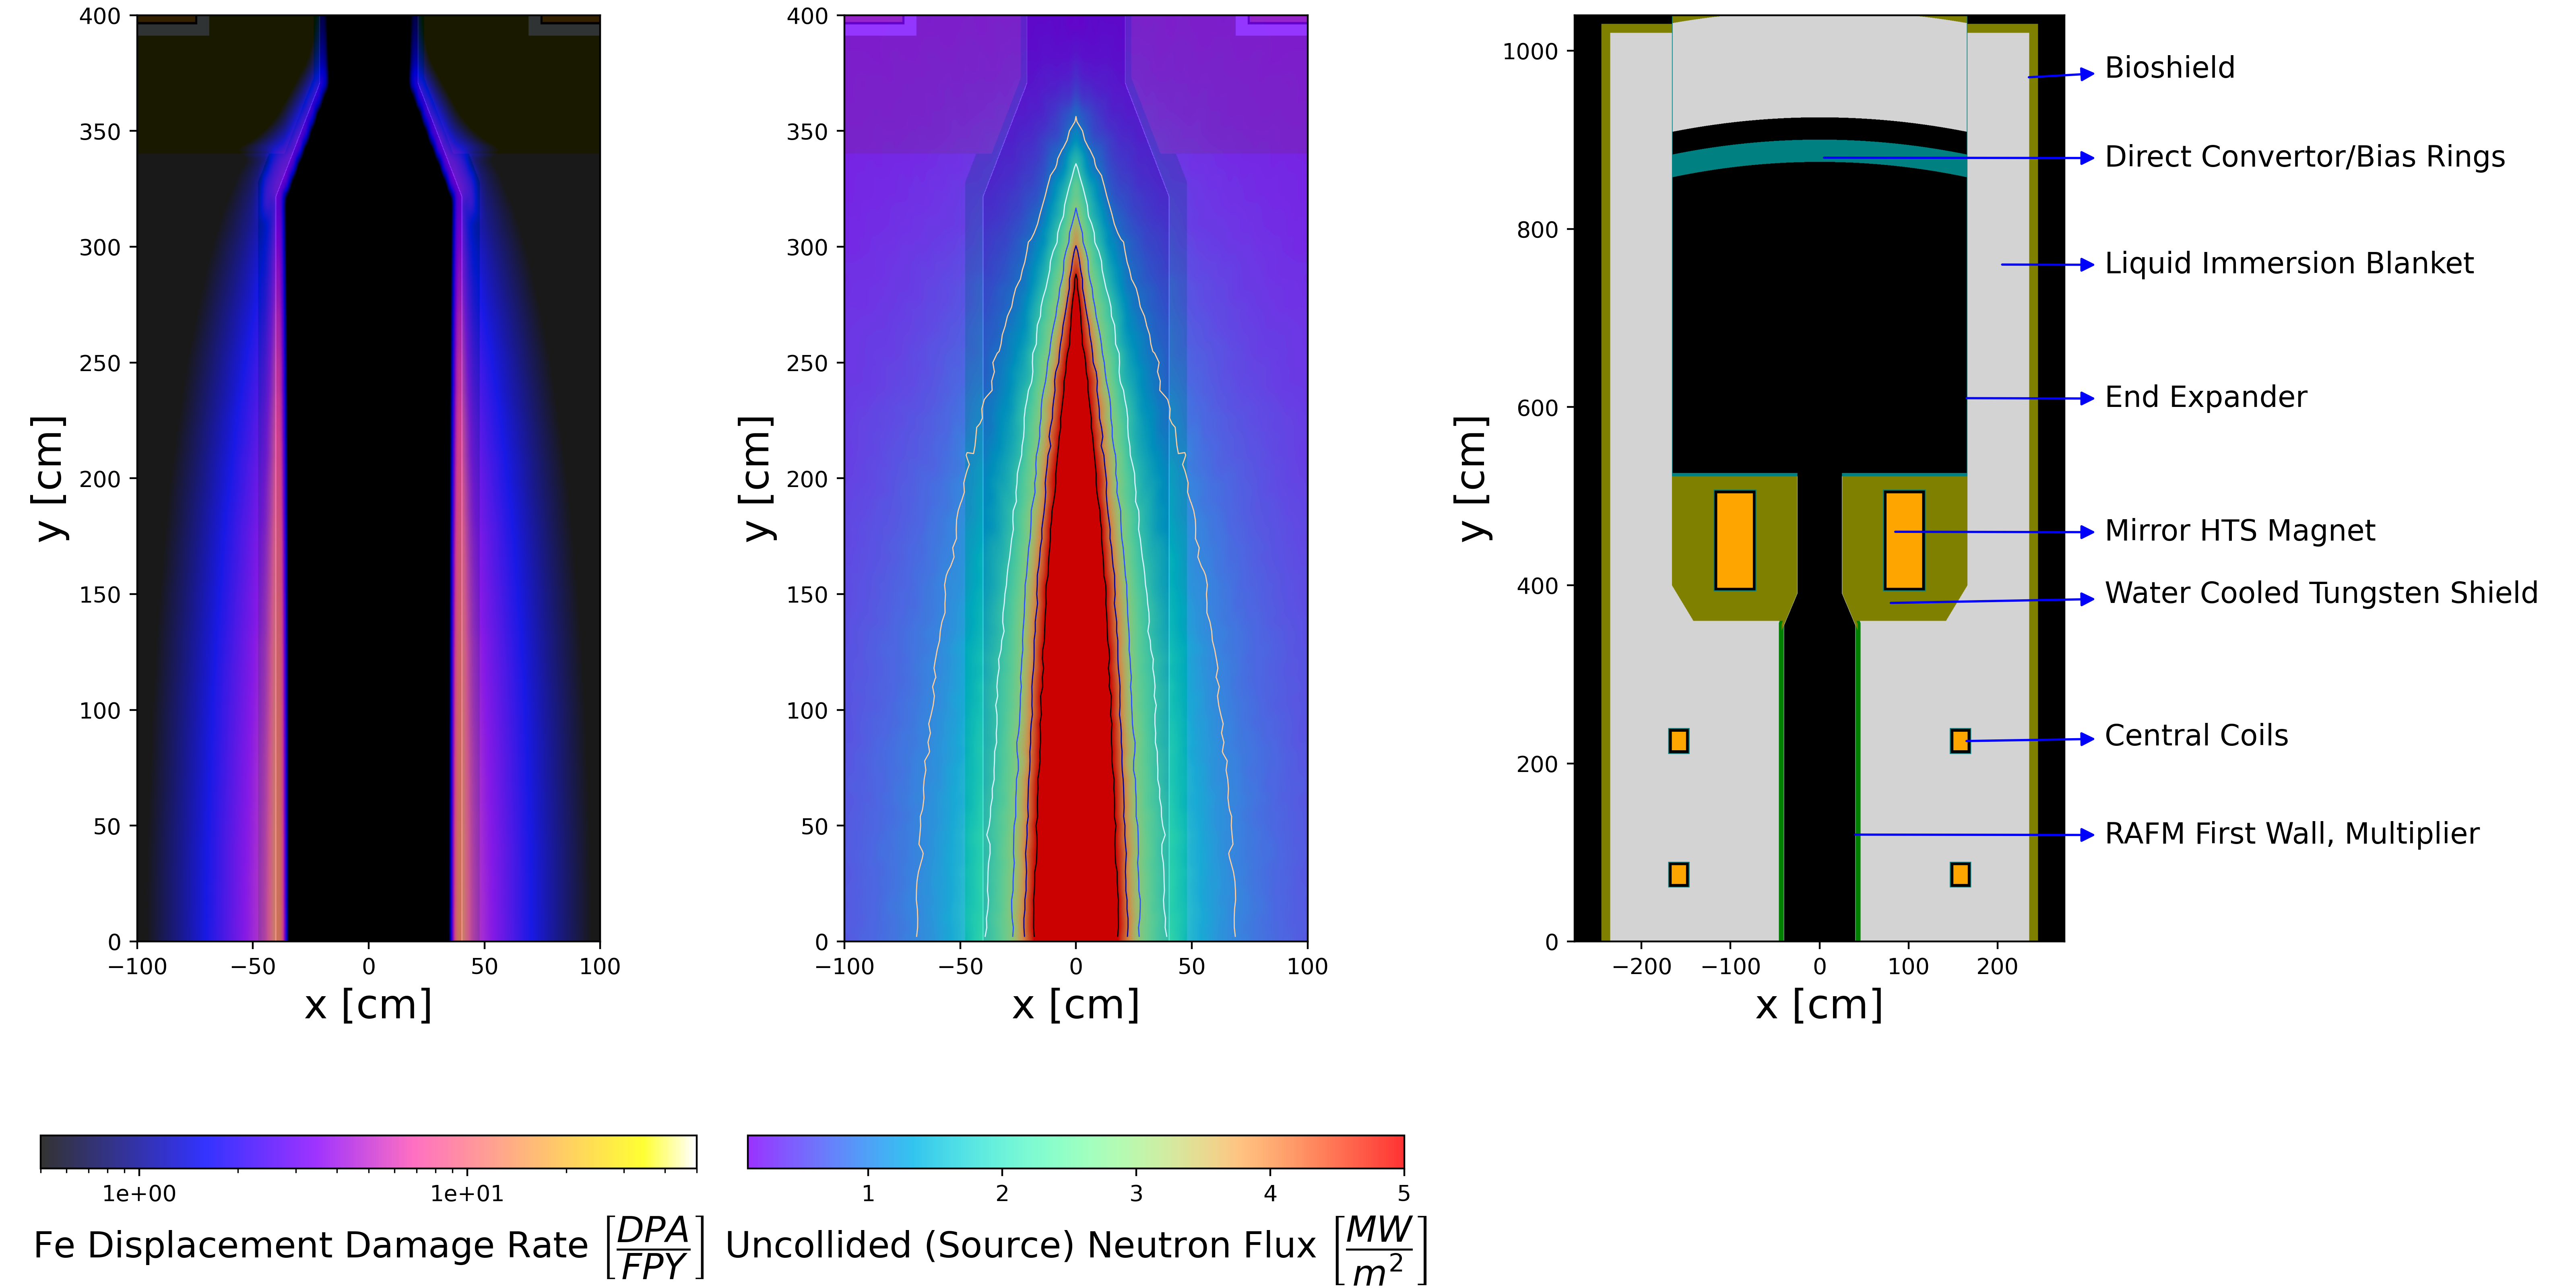 400
350
300
250
200
150
100
50
0
y [cm]
−100 −50 0 50 100
x [cm]
400
350
300
250
200
150
100
50
0
y [cm]
−100 −50 0 50 100
x [cm]
1000
800
600
400
200
0
y [cm]
−200 −100 0 100 200
x [cm]
Bioshield
Direct Convertor/Bias Rings
Liquid Immersion Blanket
End Expander
Mirror HTS Magnet
Water Cooled Tungsten Shield
Central Coils
RAFM First Wall, Multiplier
1e+00 1e+01
Fe Displacement Damage Rate [DPA/FPY]
1 2 3 4 5
Uncollided (Source) Neutron Flux [MW/m²]